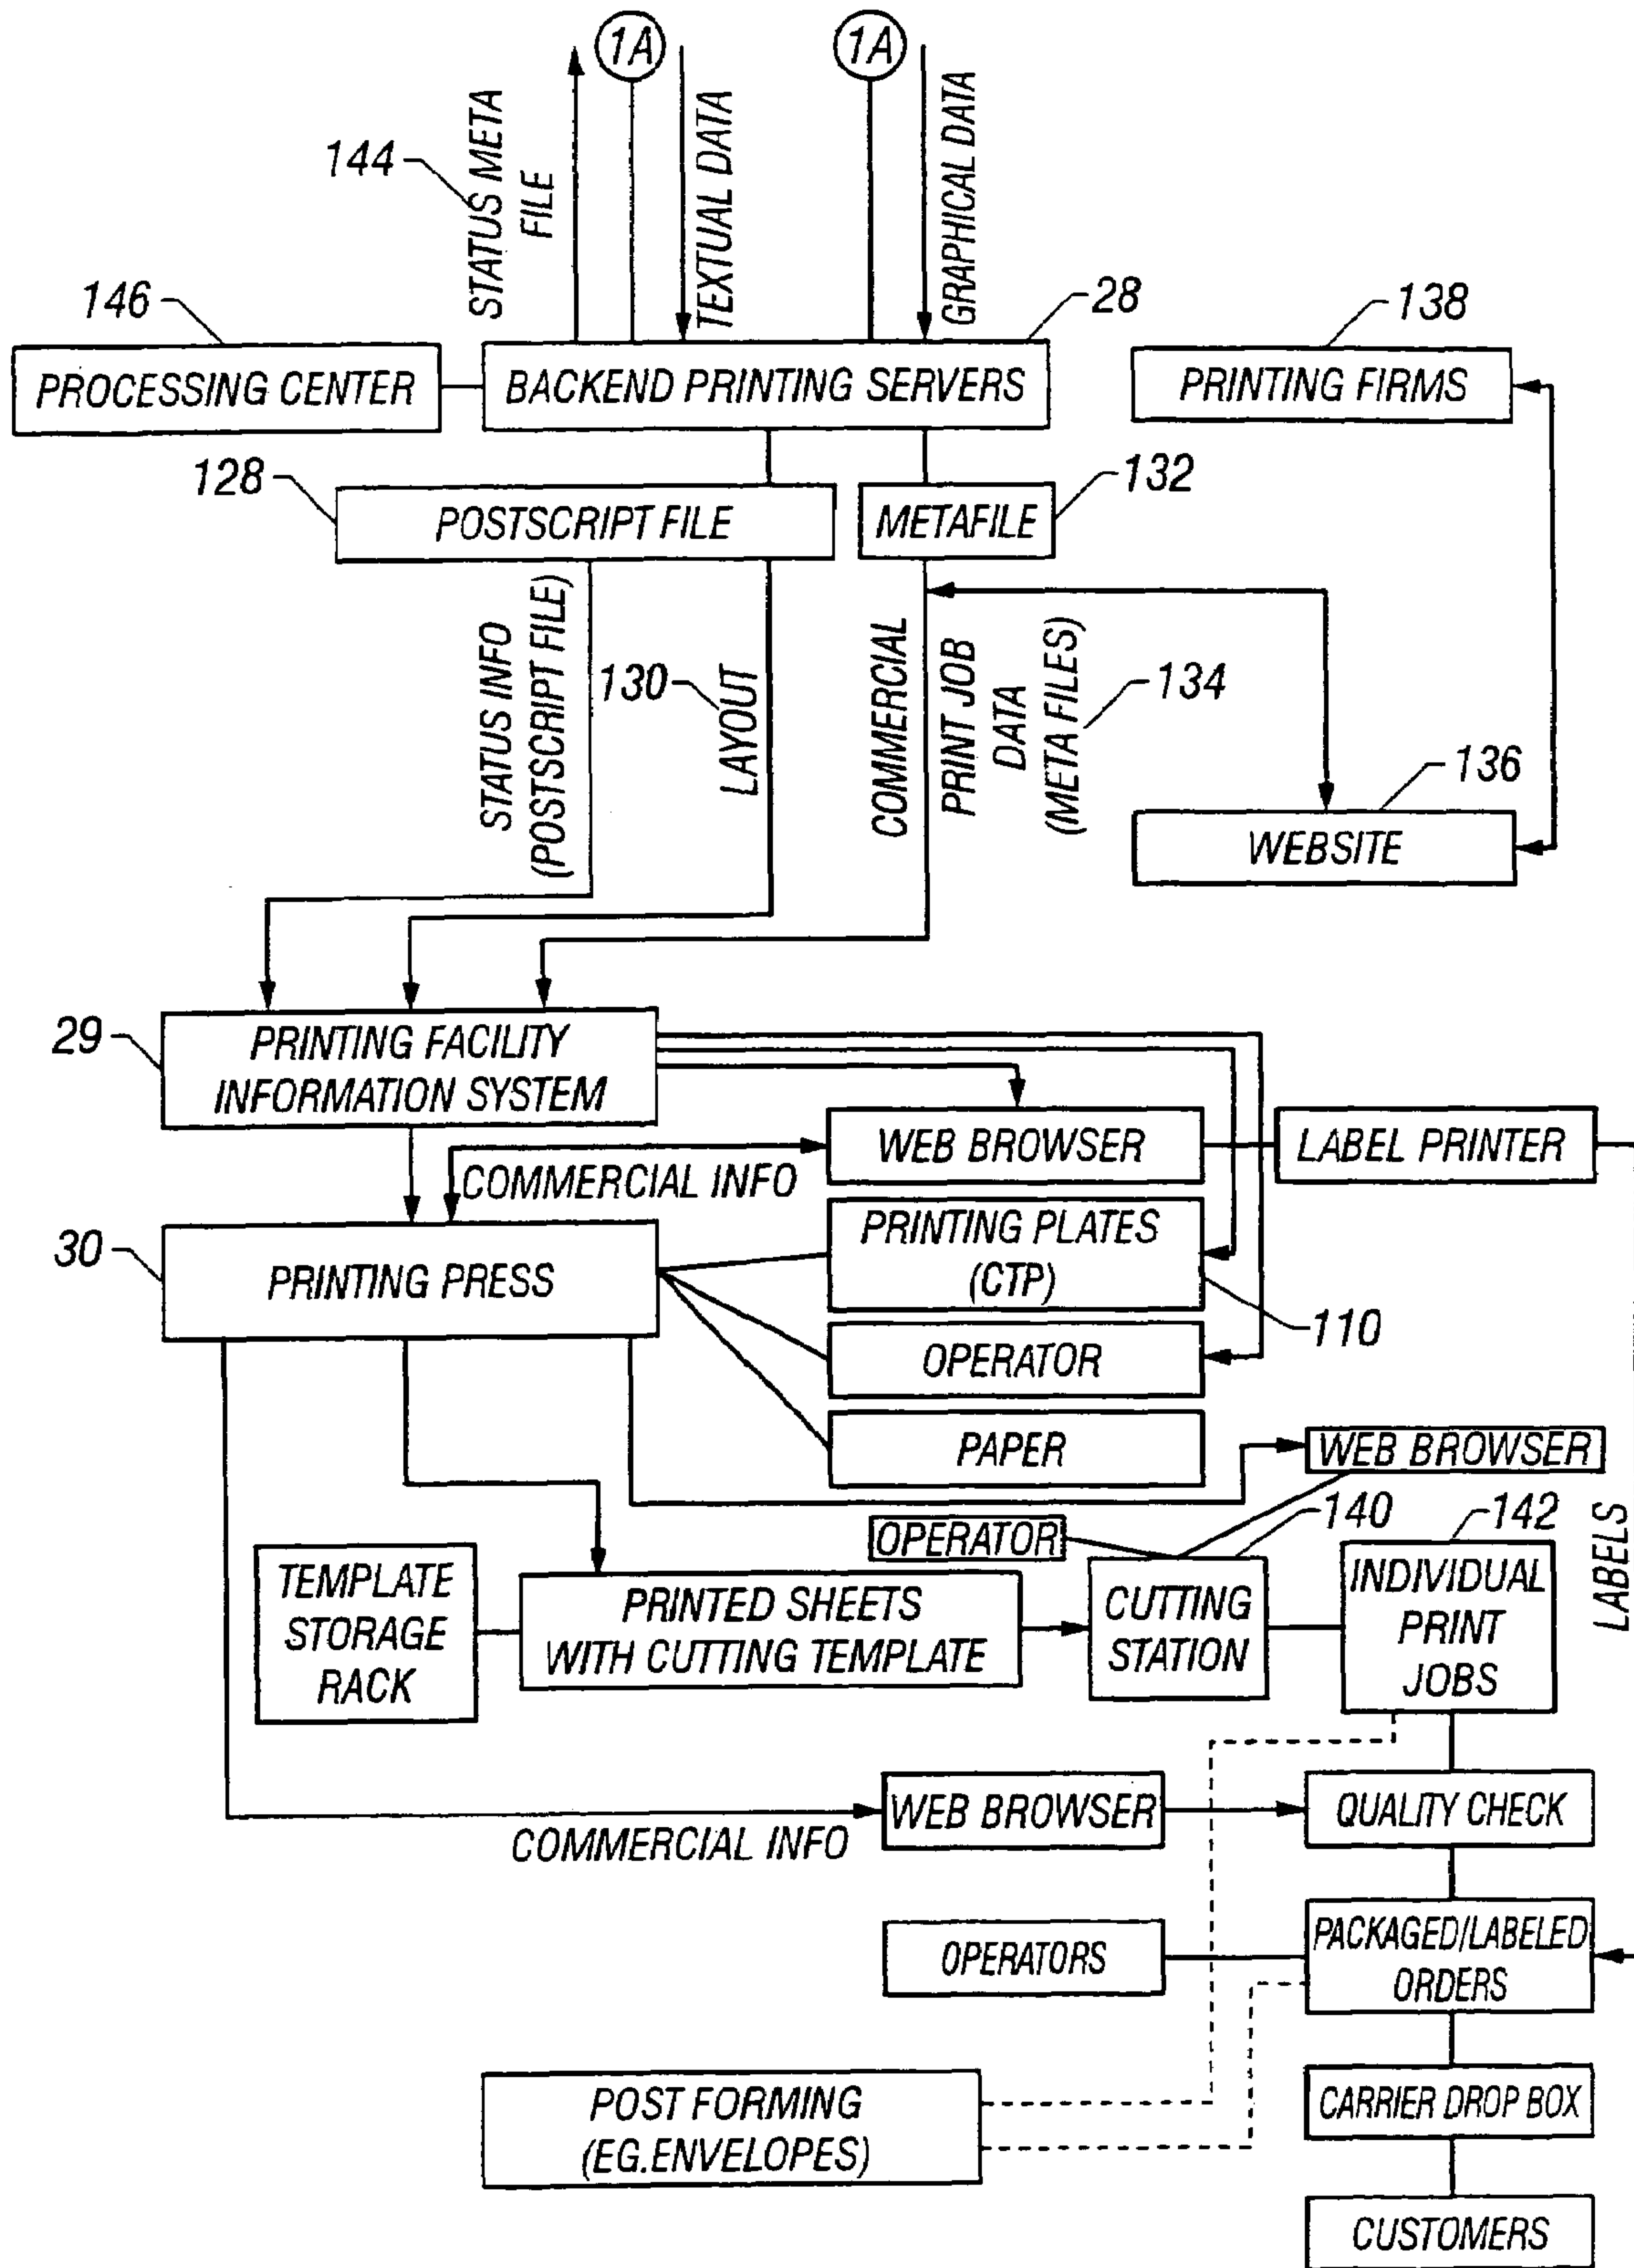 1A
1A
144
STATUS META
FILE
TEXTUAL DATA
GRAPHICAL DATA
146
28
138
PROCESSING CENTER
BACKEND PRINTING SERVERS
PRINTING FIRMS
128
132
POSTSCRIPT FILE
METAFILE
STATUS INFO
(POSTSCRIPT FILE)
130
LAYOUT
COMMERCIAL
PRINT JOB
DATA
(META FILES)
134
136
WEBSITE
29
PRINTING FACILITY
INFORMATION SYSTEM
WEB BROWSER
LABEL PRINTER
COMMERCIAL INFO
30
PRINTING PRESS
PRINTING PLATES
(CTP)
110
OPERATOR
PAPER
WEB BROWSER
OPERATOR
140
142
LABELS
TEMPLATE
STORAGE
RACK
PRINTED SHEETS
WITH CUTTING TEMPLATE
CUTTING
STATION
INDIVIDUAL
PRINT
JOBS
WEB BROWSER
QUALITY CHECK
COMMERCIAL INFO
OPERATORS
PACKAGED/LABELED
ORDERS
POST FORMING
(EG.ENVELOPES)
CARRIER DROP BOX
CUSTOMERS